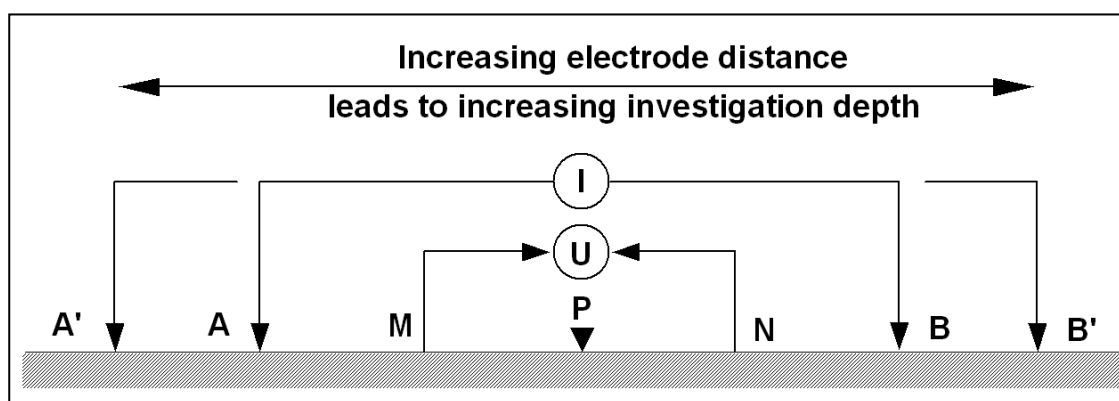 Increasing electrode distance
leads to increasing investigation depth
I
U
A' A M P N B B'